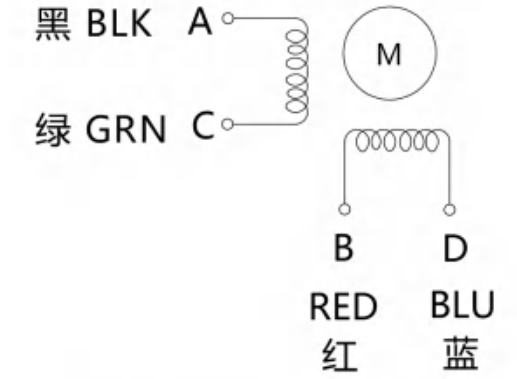 黑 BLK A
M
绿 GRN C
B D
RED BLU
红 蓝